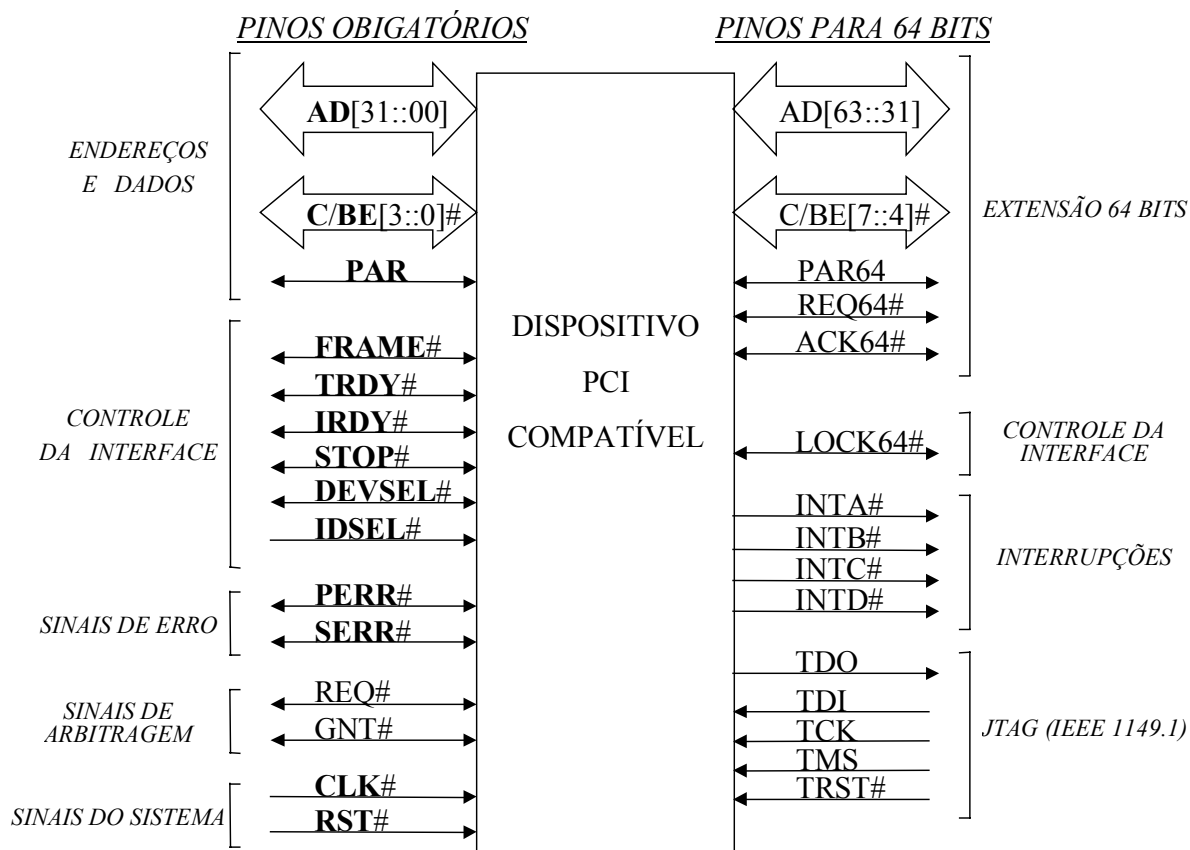 PINOS OBIGATÓRIOS
ENDEREÇOS
E DADOS
AD[31::00]
C/BE[3::0]#
PAR
CONTROLE
DA INTERFACE
FRAME#
TRDY#
IRDY#
STOP#
DEVSEL#
IDSEL#
SINAIS DE ERRO
PERR#
SERR#
SINAIS DE
ARBITRAGEM
REQ#
GNT#
SINAIS DO SISTEMA
CLK#
RST#
DISPOSITIVO
PCI
COMPATÍVEL
PINOS PARA 64 BITS
AD[63::31]
C/BE[7::4]#
PAR64
REQ64#
ACK64#
EXTENSÃO 64 BITS
LOCK64#
CONTROLE DA
INTERFACE
INTA#
INTB#
INTC#
INTD#
INTERRUPÇÕES
TDO
TDI
TCK
TMS
TRST#
JTAG (IEEE 1149.1)